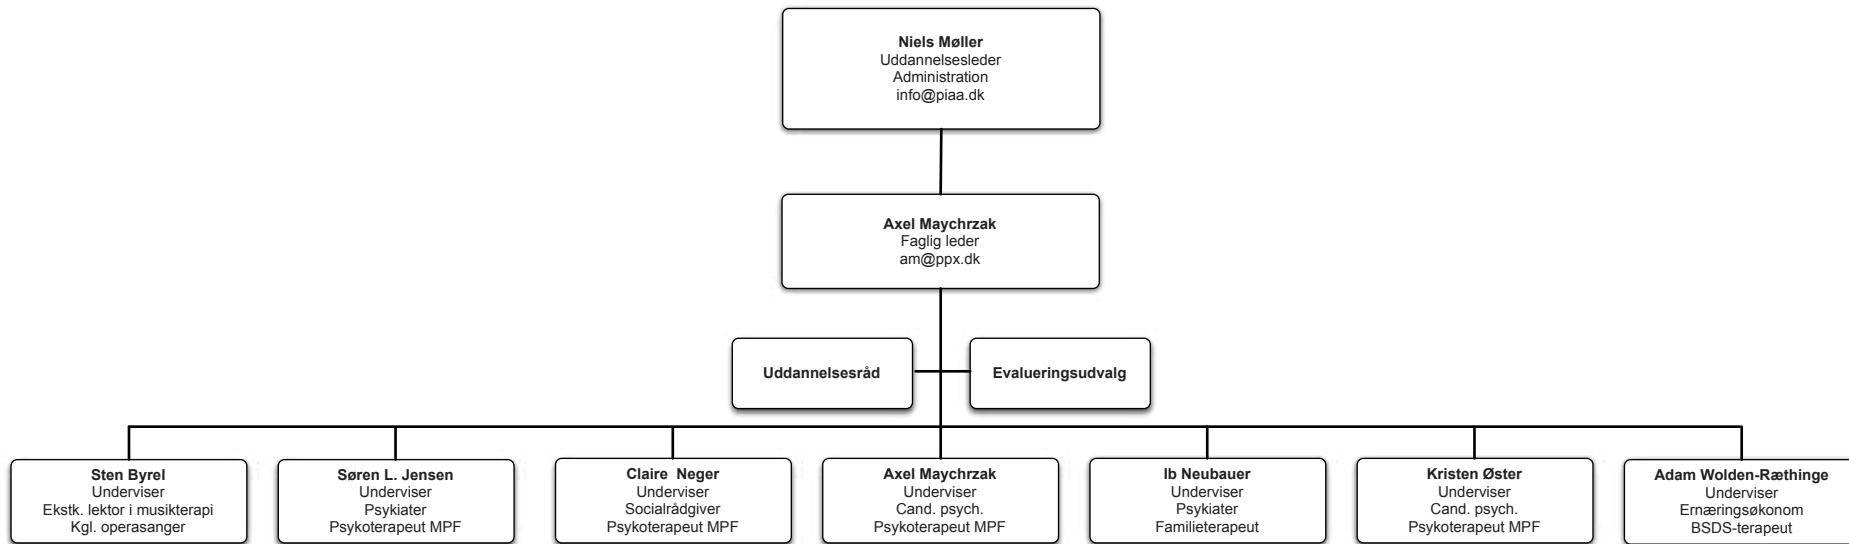 Niels Møller
Uddannelsesleder
Administration
info@piaa.dk
Axel Maychrzak
Faglig leder
am@ppx.dk
Uddannelsesråd
Evalueringsudvalg
Sten Byrel
Underviser
Ekstk. lektor i musikterapi
Kgl. operasanger
Søren L. Jensen
Underviser
Psykiater
Psykoterapeut MPF
Claire Neger
Underviser
Socialrådgiver
Psykoterapeut MPF
Axel Maychrzak
Underviser
Cand. psych.
Psykoterapeut MPF
Ib Neubauer
Underviser
Psykiater
Familieterapeut
Kristen Øster
Underviser
Cand. psych.
Psykoterapeut MPF
Adam Wolden-Ræthinge
Underviser
Ernæringsøkonom
BSDS-terapeut